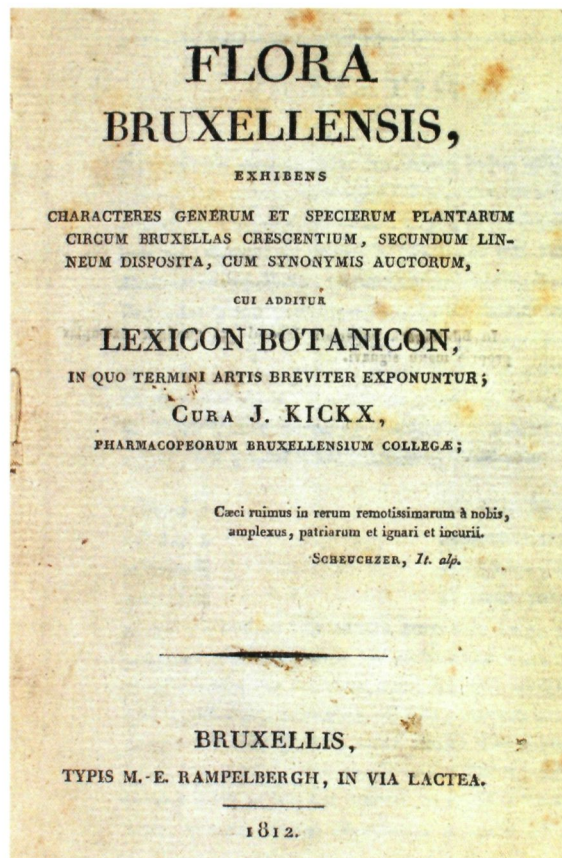 FLORA
BRUXELLENSIS,
EXHIBENS
CHARACTERES GENERUM ET SPECIERUM PLANTARUM
CIRCUM BRUXELLAS CRESCENTIUM, SECUNDUM LIN-
NEUM DISPOSITA, CUM SYNONYMIS AUCTORUM,
CUI ADDITUR
LEXICON BOTANICON,
IN QUO TERMINI ARTIS BREVITER EXPONUNTUR;
CURA J. KICKX,
PHARMACOPEORUM BRUXELLENSIUM COLLEGÆ;
Cæci ruimus in rerum remotissimarum à nobis,
amplexus, patriarum et ignari et incurii.
SCHEUCHZER, It. alp.
BRUXELLIS,
TYPIS M.-E. RAMPELBERGH, IN VIA LACTEA.
1812.